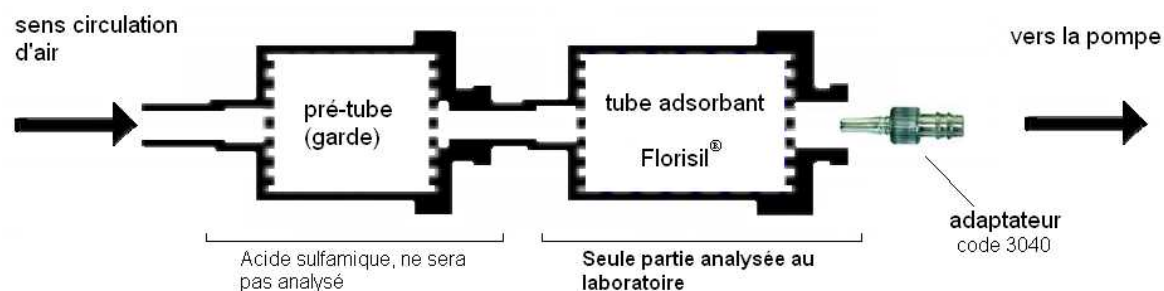 sens circulation
d'air
vers la pompe
pré-tube
(garde)
tube adsorbant
Florisil®
adaptateur
code 3040
Acide sulfamique, ne sera
pas analysé
Seule partie analysée au
laboratoire